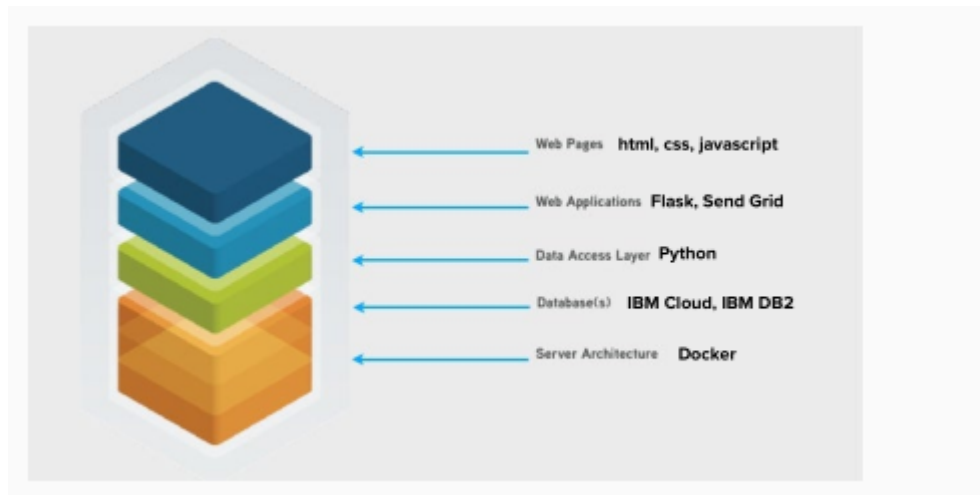 Web Pages html, css, javascript
Web Applications Flask, Send Grid
Data Access Layer Python
Database(s) IBM Cloud, IBM DB2
Server Architecture Docker